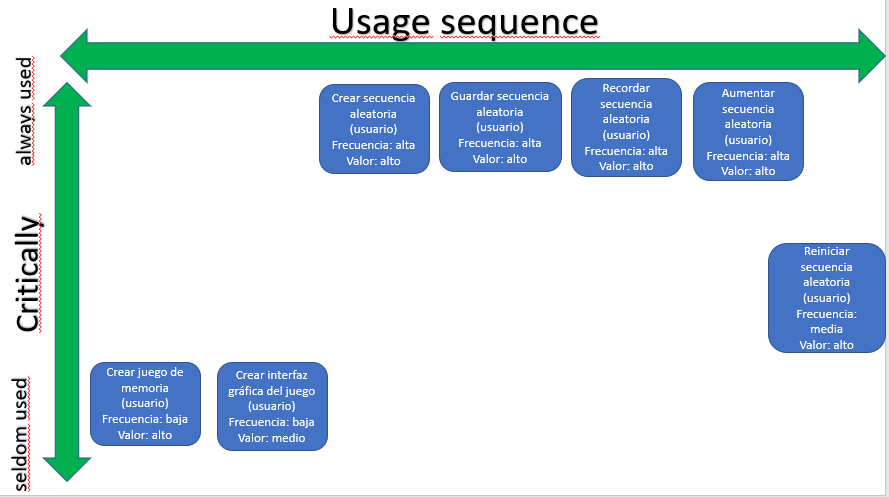 Usage sequence
always used
Critically
seldom used
Crear secuencia
aleatoria
(usuario)
Frecuencia: alta
Valor: alto
Guardar secuencia
aleatoria
(usuario)
Frecuencia: alta
Valor: alto
Recordar
secuencia
aleatoria
(usuario)
Frecuencia: alta
Valor: alto
Aumentar
secuencia
aleatoria
(usuario)
Frecuencia: alta
Valor: alto
Reiniciar
secuencia
aleatoria
(usuario)
Frecuencia:
media
Valor: alto
Crear juego de
memoria
(usuario)
Frecuencia: baja
Valor: alto
Crear interfaz
gráfica del juego
(usuario)
Frecuencia: baja
Valor: medio